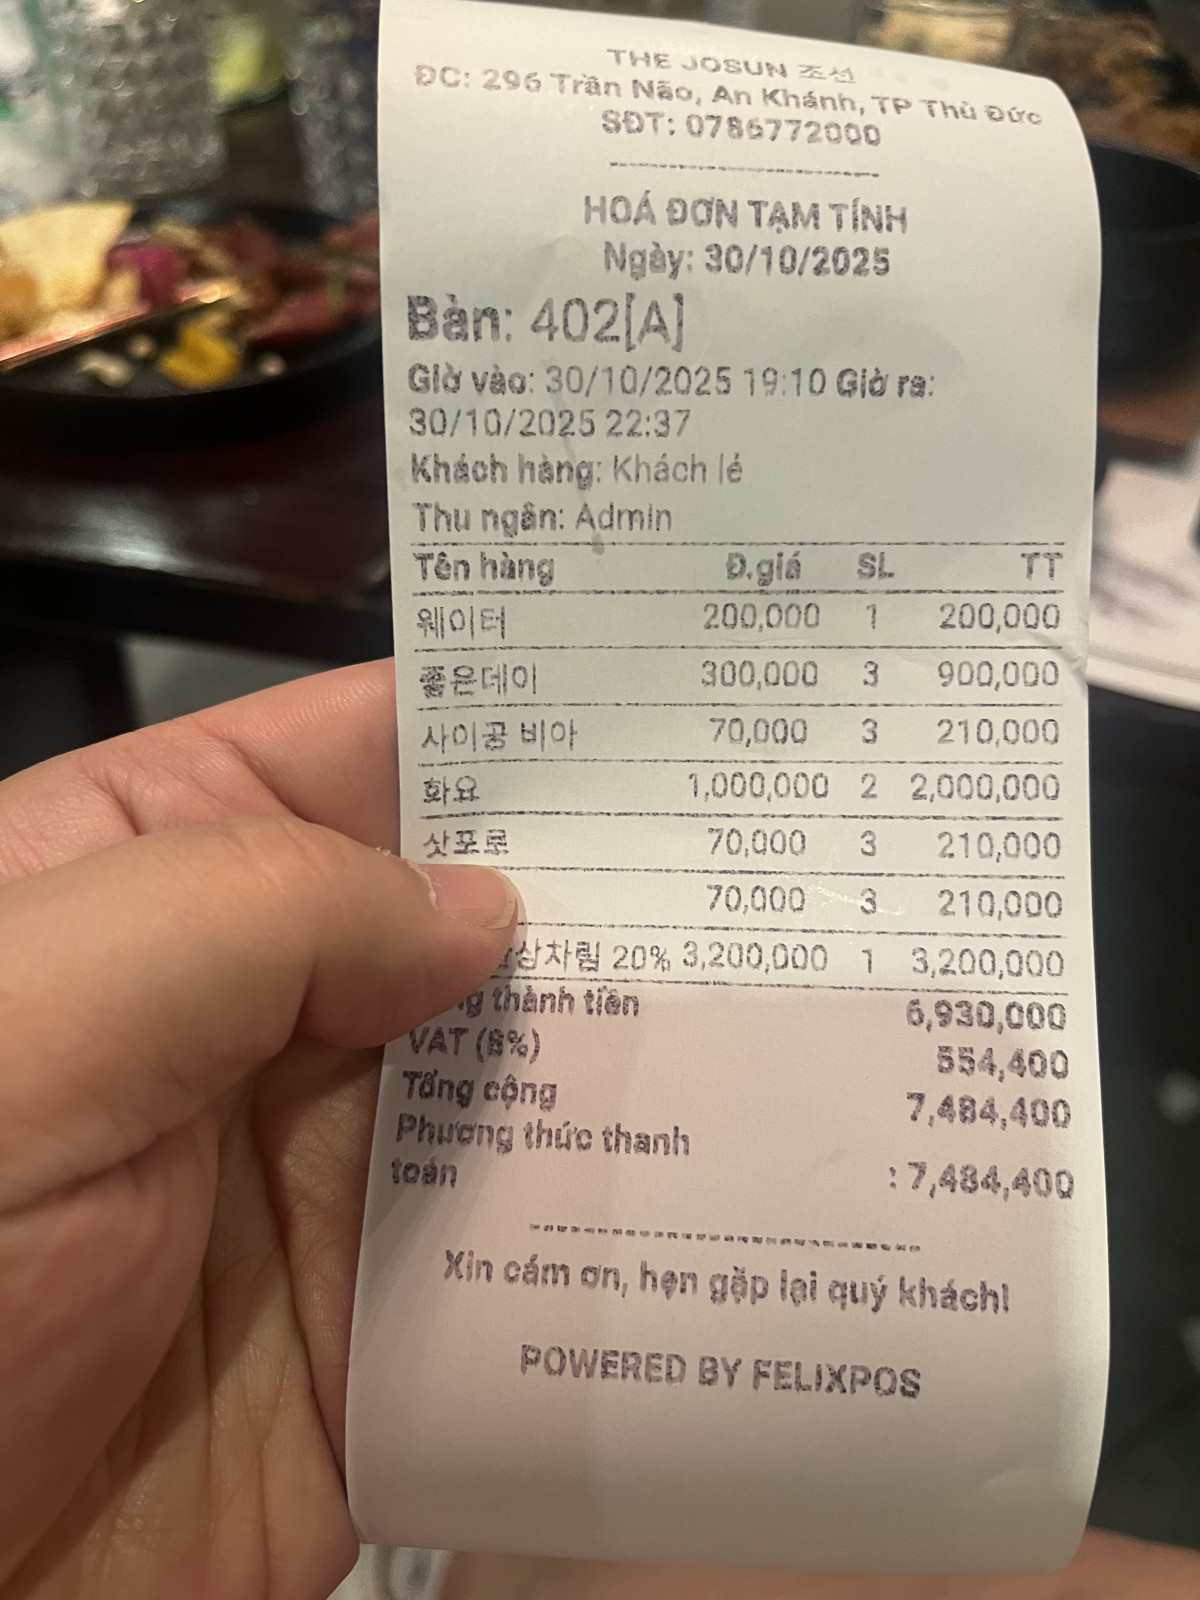 THE JOSUN 조선
ĐC: 296 Trần Não, An Khánh, TP Thủ Đức
SĐT: 0786772000
HOÁ ĐƠN TẠM TÍNH
Ngày: 30/10/2025
Bàn: 402[A]
Giờ vào: 30/10/2025 19:10 Giờ ra:
30/10/2025 22:37
Khách hàng: Khách lẻ
Thu ngân: Admin
Tên hàng Đ.giá SL TT
웨이터 200,000 1 200,000
좋은데이 300,000 3 900,000
사이공 비아 70,000 3 210,000
화요 1,000,000 2 2,000,000
삿포로 70,000 3 210,000
70,000 3 210,000
상차림 20% 3,200,000 1 3,200,000
thành tiền 6,930,000
VAT (8%) 554,400
Tổng cộng 7,484,400
Phương thức thanh
toán : 7,484,400
Xin cám ơn, hẹn gặp lại quý khách!
POWERED BY FELIXPOS